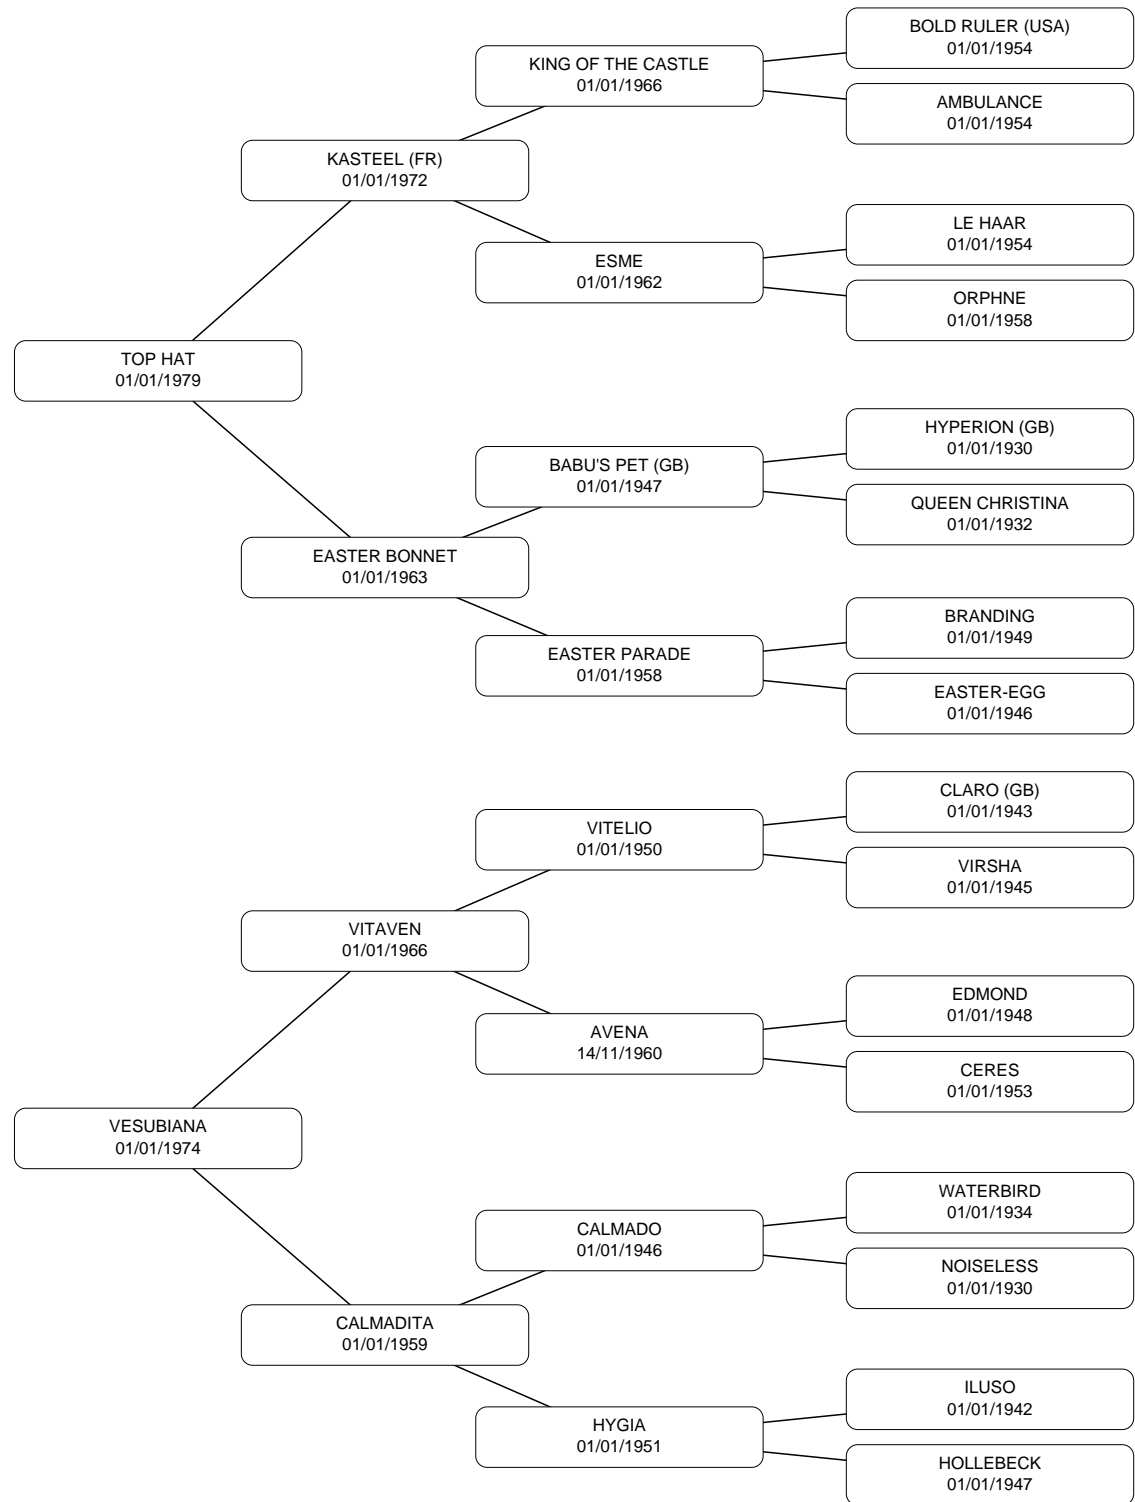 BOLD RULER (USA)
01/01/1954
KING OF THE CASTLE
01/01/1966
AMBULANCE
01/01/1954
KASTEEL (FR)
01/01/1972
LE HAAR
01/01/1954
ESME
01/01/1962
ORPHNE
01/01/1958
TOP HAT
01/01/1979
HYPERION (GB)
01/01/1930
BABU'S PET (GB)
01/01/1947
QUEEN CHRISTINA
01/01/1932
EASTER BONNET
01/01/1963
BRANDING
01/01/1949
EASTER PARADE
01/01/1958
EASTER-EGG
01/01/1946
CLARO (GB)
01/01/1943
VITELIO
01/01/1950
VIRSHA
01/01/1945
VITAVEN
01/01/1966
EDMOND
01/01/1948
AVENA
14/11/1960
CERES
01/01/1953
VESUBIANA
01/01/1974
WATERBIRD
01/01/1934
CALMADO
01/01/1946
NOISELESS
01/01/1930
CALMADITA
01/01/1959
ILUSO
01/01/1942
HYGIA
01/01/1951
HOLLEBECK
01/01/1947